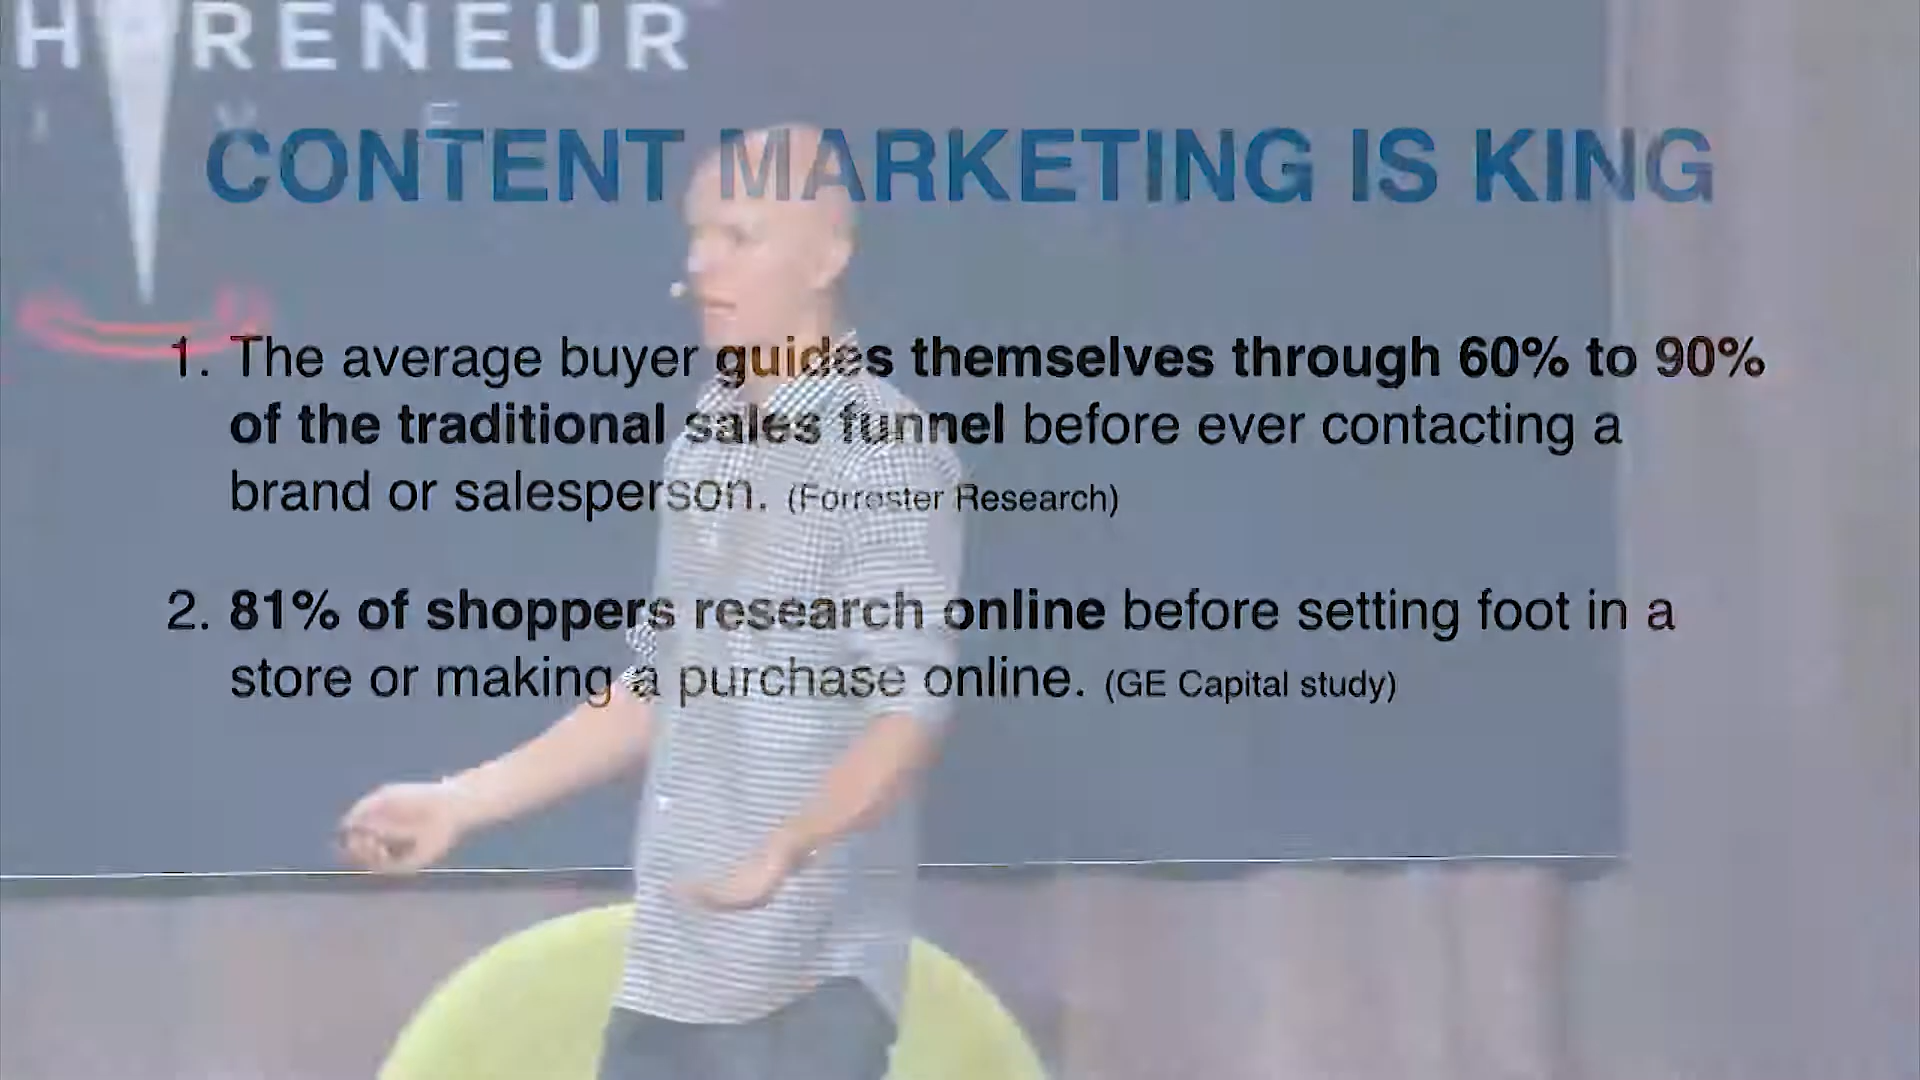 H RENEUR
I V E
CONTENT MARKETING IS KING
1. The average buyer guides themselves through 60% to 90%
of the traditional sales funnel before ever contacting a
brand or salesperson. (Forrester Research)
2. 81% of shoppers research online before setting foot in a
store or making a purchase online. (GE Capital study)